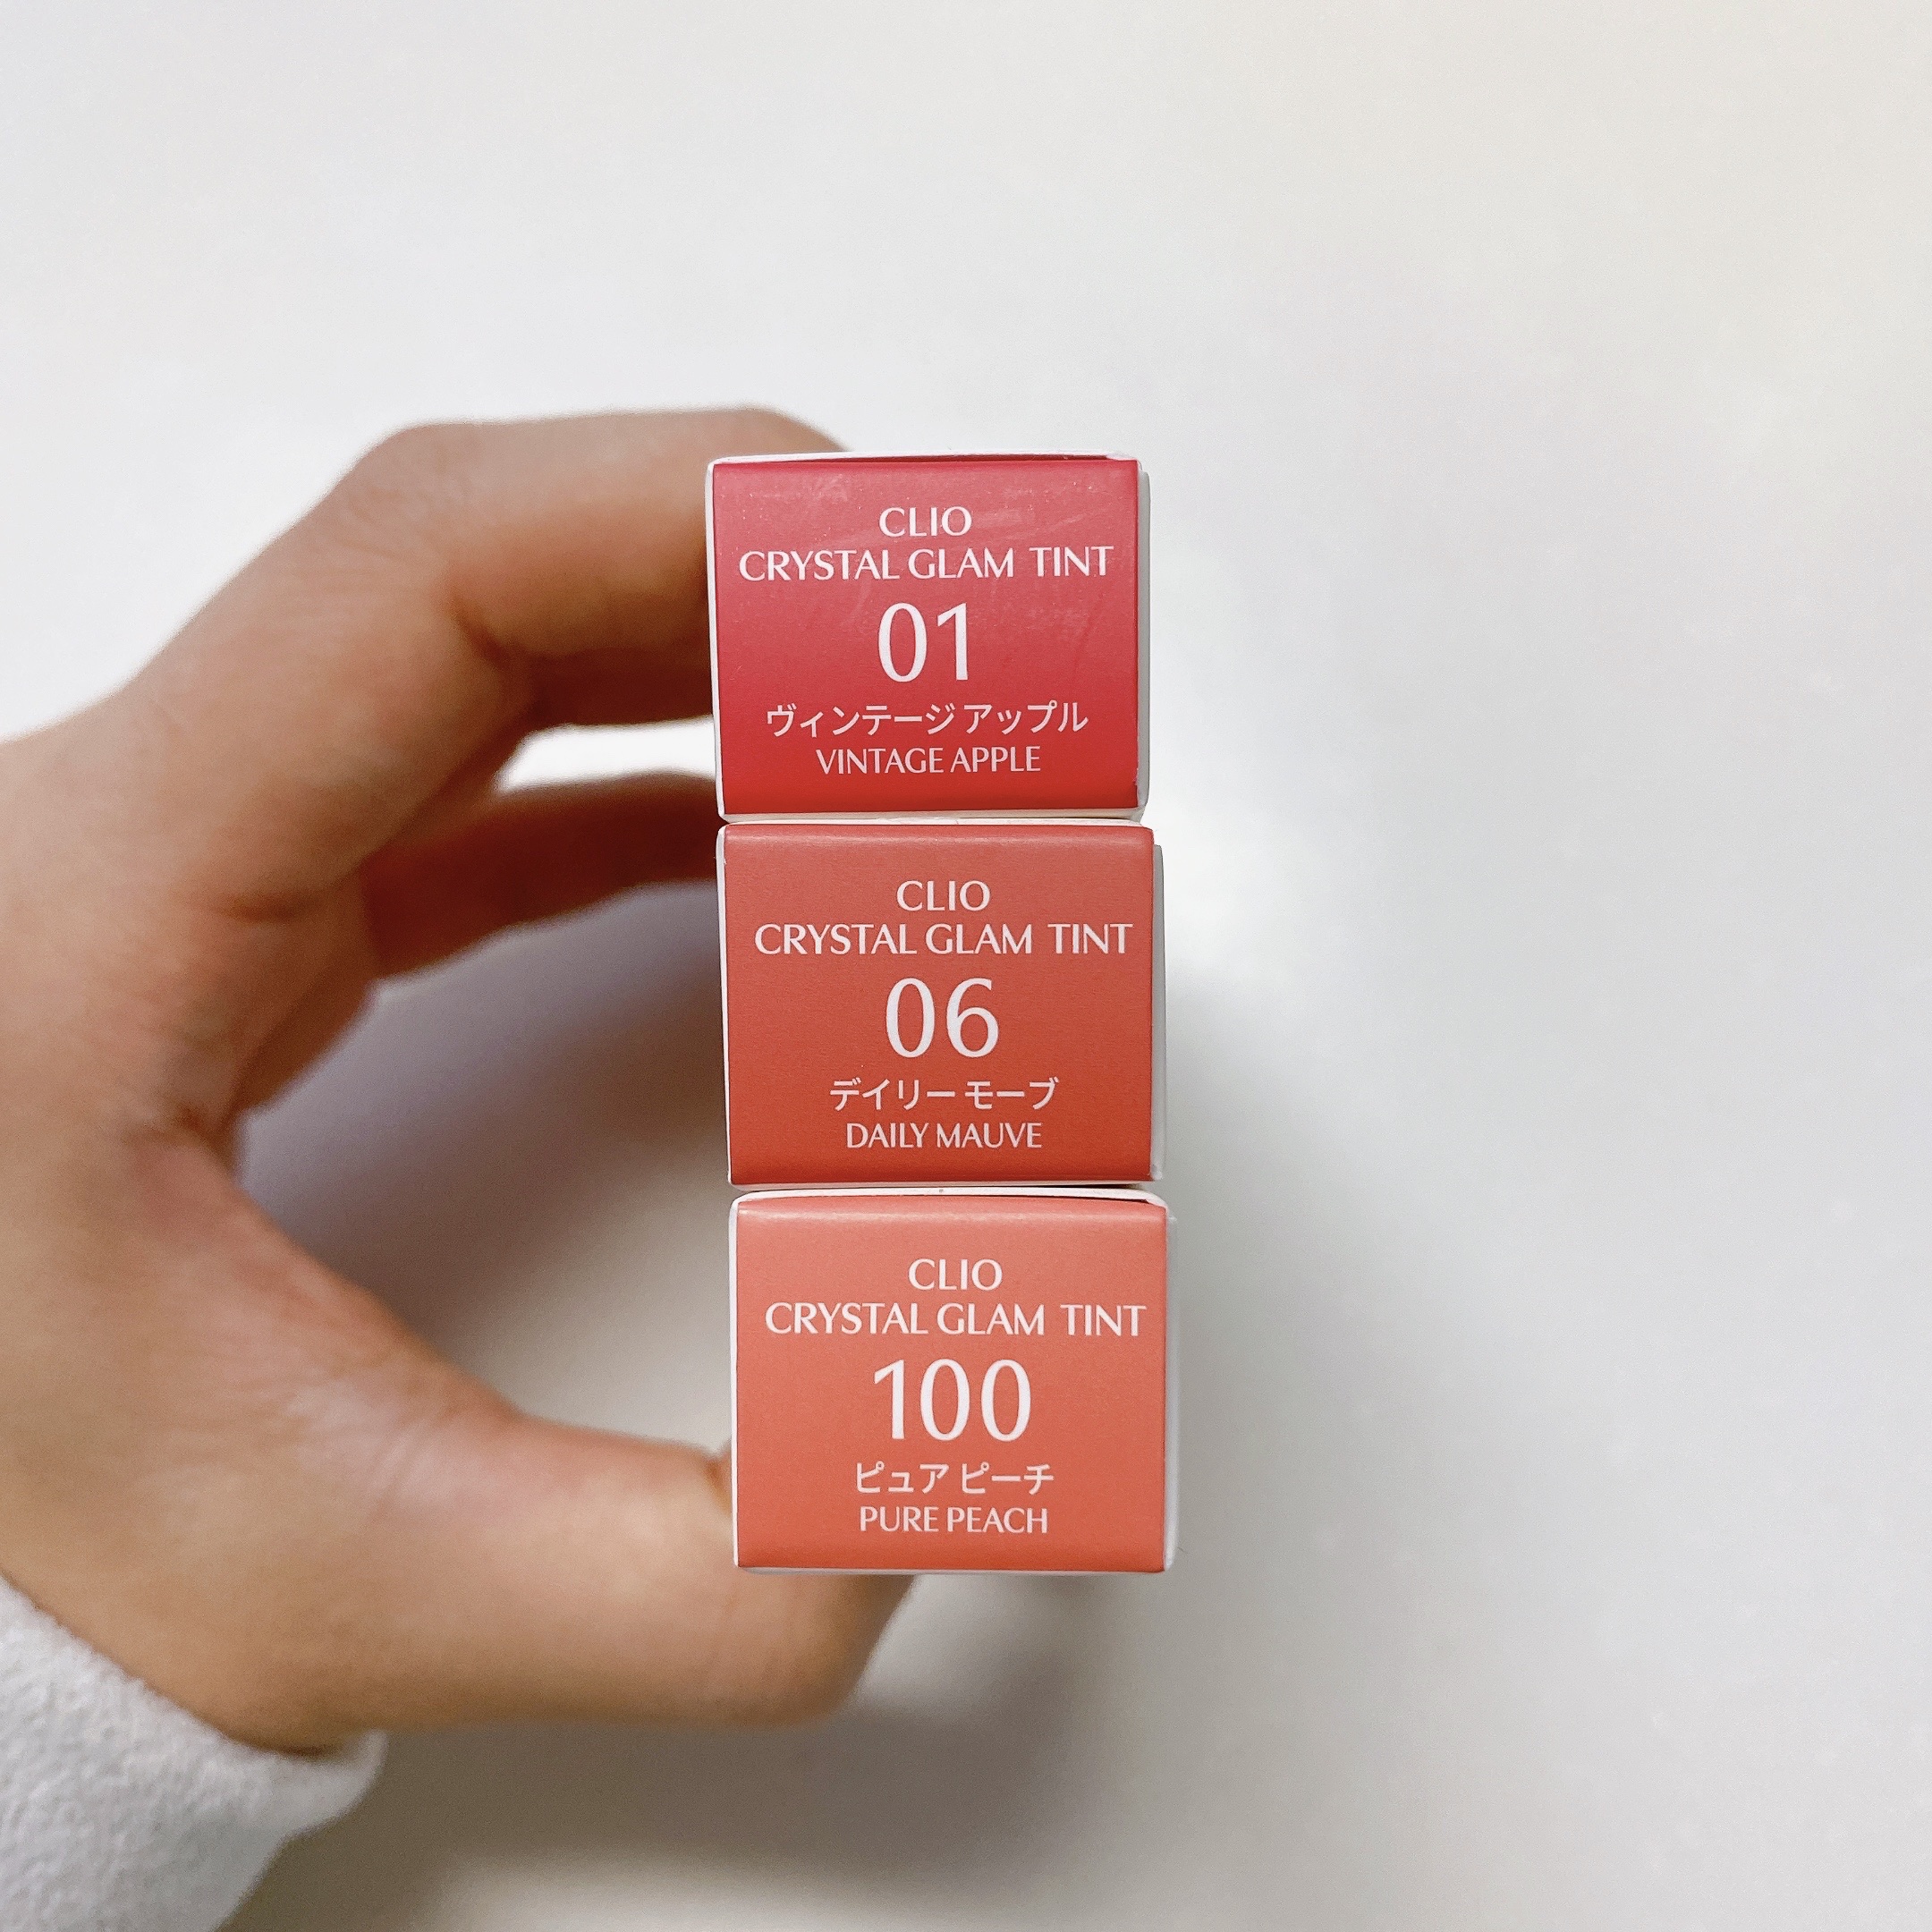 CLIO
CRYSTAL GLAM TINT
01
ヴィンテージ アップル
VINTAGE APPLE
CLIO
CRYSTAL GLAM TINT
06
デイリー モーブ
DAILY MAUVE
CLIO
CRYSTAL GLAM TINT
100
ピュア ピーチ
PURE PEACH